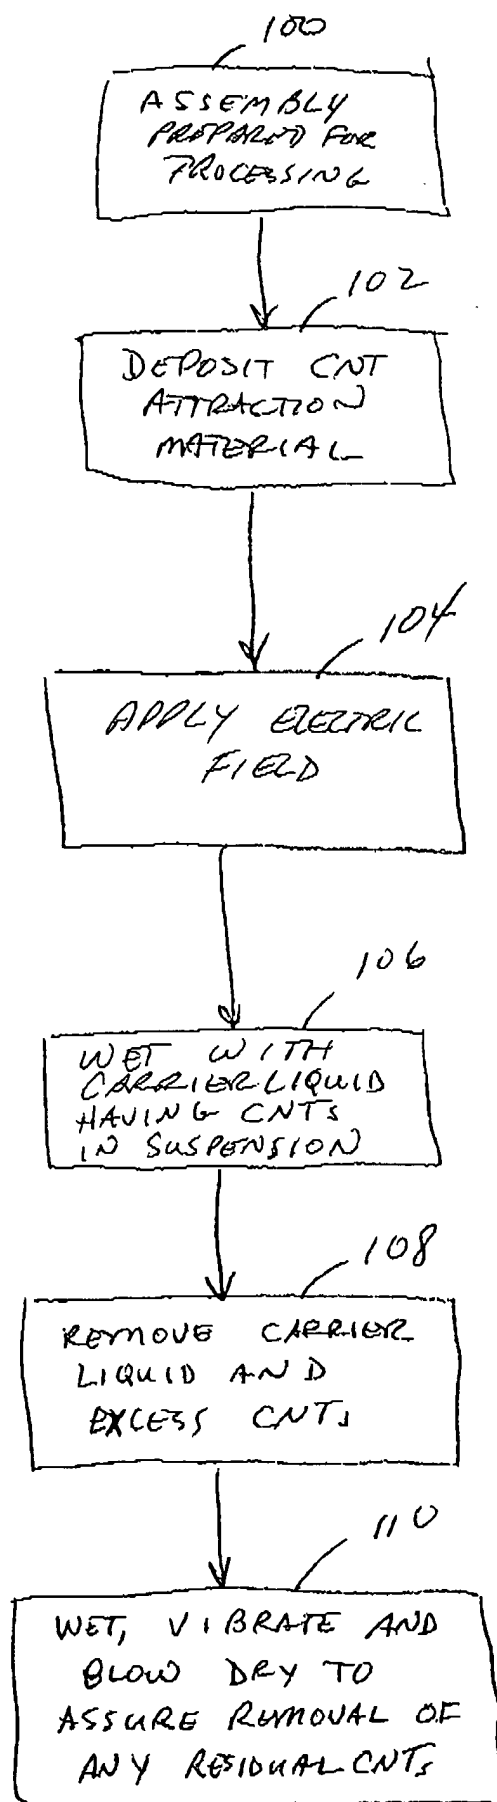 100
ASSEMBLY
PREPARED FOR
PROCESSING
102
DEPOSIT CNT
ATTRACTION
MATERIAL
104
APPLY ELECTRIC
FIELD
106
WET WITH
CARRIER LIQUID
HAVING CNTs
IN SUSPENSION
108
REMOVE CARRIER
LIQUID AND
EXCESS CNTs
110
WET, VIBRATE AND
BLOW DRY TO
ASSURE REMOVAL OF
ANY RESIDUAL CNTs